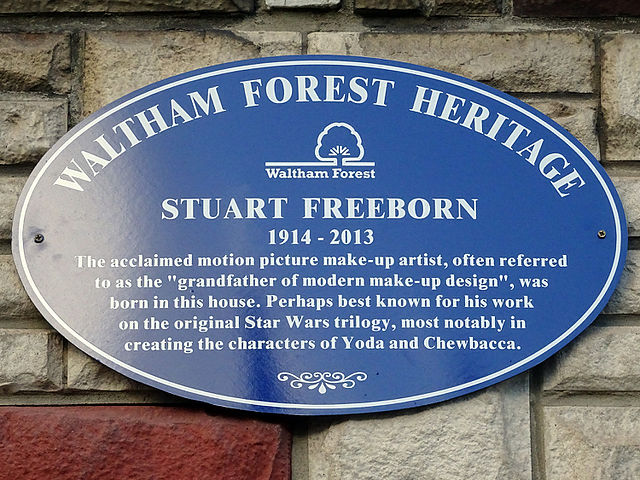 WALTHAM FOREST HERITAGE
Waltham Forest
STUART FREEBORN
1914 - 2013
The acclaimed motion picture make-up artist, often referred
to as the "grandfather of modern make-up design", was
born in this house. Perhaps best known for his work
on the original Star Wars trilogy, most notably in
creating the characters of Yoda and Chewbacca.